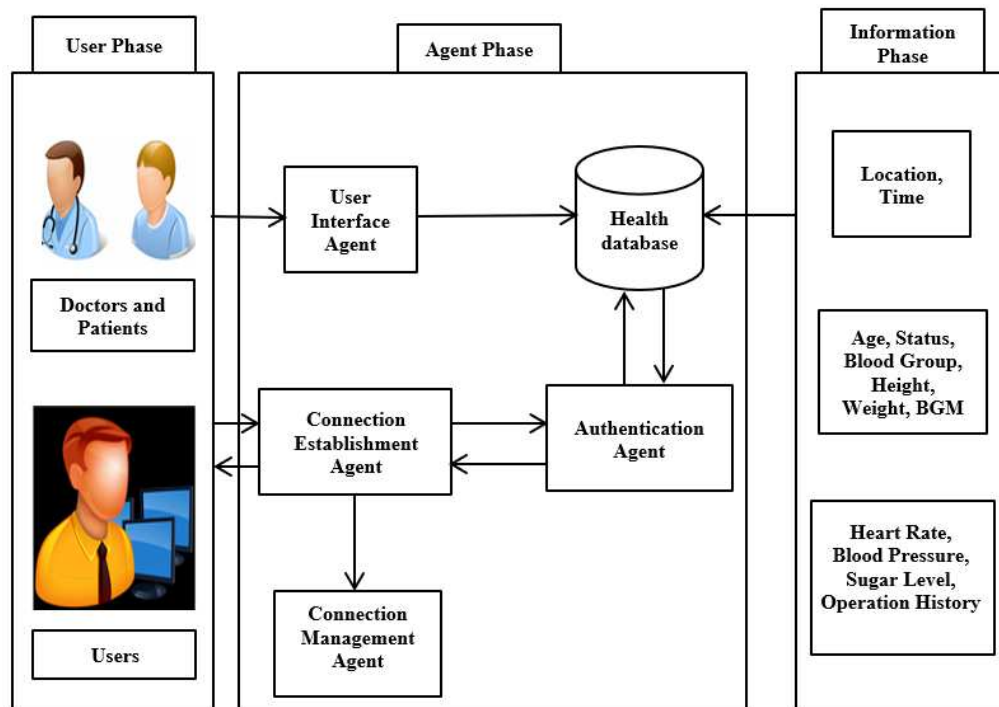 User Phase
Doctors and
Patients
Users
Agent Phase
User
Interface
Agent
Health
database
Connection
Establishment
Agent
Authentication
Agent
Connection
Management
Agent
Information
Phase
Location,
Time
Age, Status,
Blood Group,
Height,
Weight, BGM
Heart Rate,
Blood Pressure,
Sugar Level,
Operation History